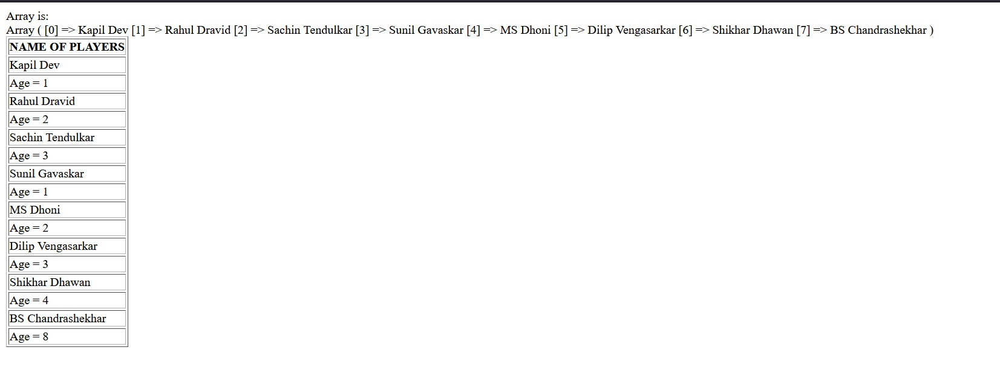 Array is:
Array ( [0] => Kapil Dev [1] => Rahul Dravid [2] => Sachin Tendulkar [3] => Sunil Gavaskar [4] => MS Dhoni [5] => Dilip Vengasarkar [6] => Shikhar Dhawan [7] => BS Chandrashekhar )
NAME OF PLAYERS
Kapil Dev
Age = 1
Rahul Dravid
Age = 2
Sachin Tendulkar
Age = 3
Sunil Gavaskar
Age = 1
MS Dhoni
Age = 2
Dilip Vengasarkar
Age = 3
Shikhar Dhawan
Age = 4
BS Chandrashekhar
Age = 8